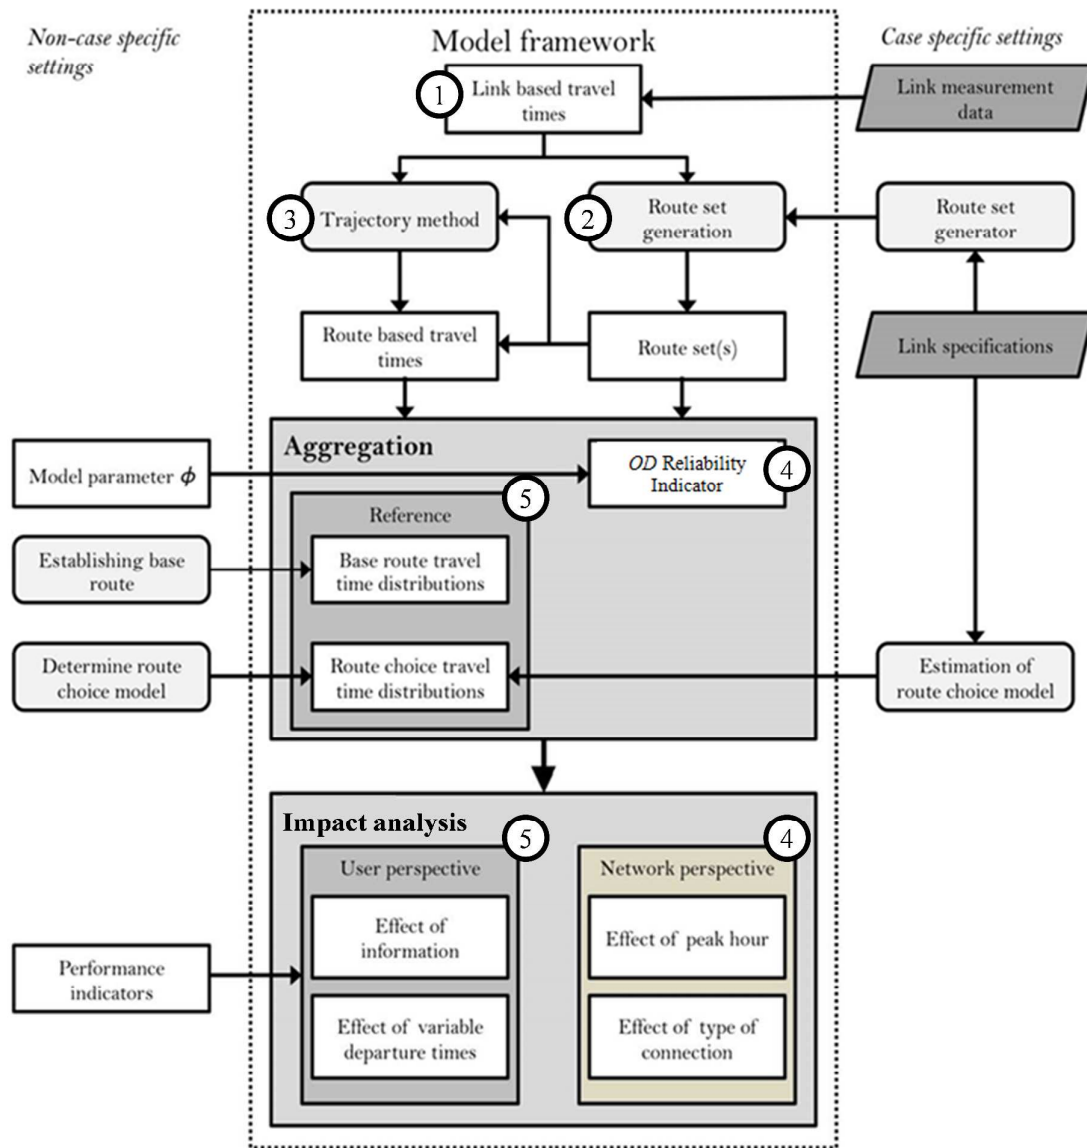 Non-case specific
settings
Model framework
Case specific settings
1
Link based travel
times
Link measurement
data
3
Trajectory method
2
Route set
generation
Route set
generator
Route based travel
times
Route set(s)
Link specifications
Aggregation
Model parameter ϕ
OD Reliability
Indicator
4
5
Reference
Establishing base
route
Base route travel
time distributions
Determine route
choice model
Route choice travel
time distributions
Estimation of
route choice model
Impact analysis
5
4
User perspective
Network perspective
Effect of
information
Effect of peak hour
Performance
indicators
Effect of variable
departure times
Effect of type of
connection